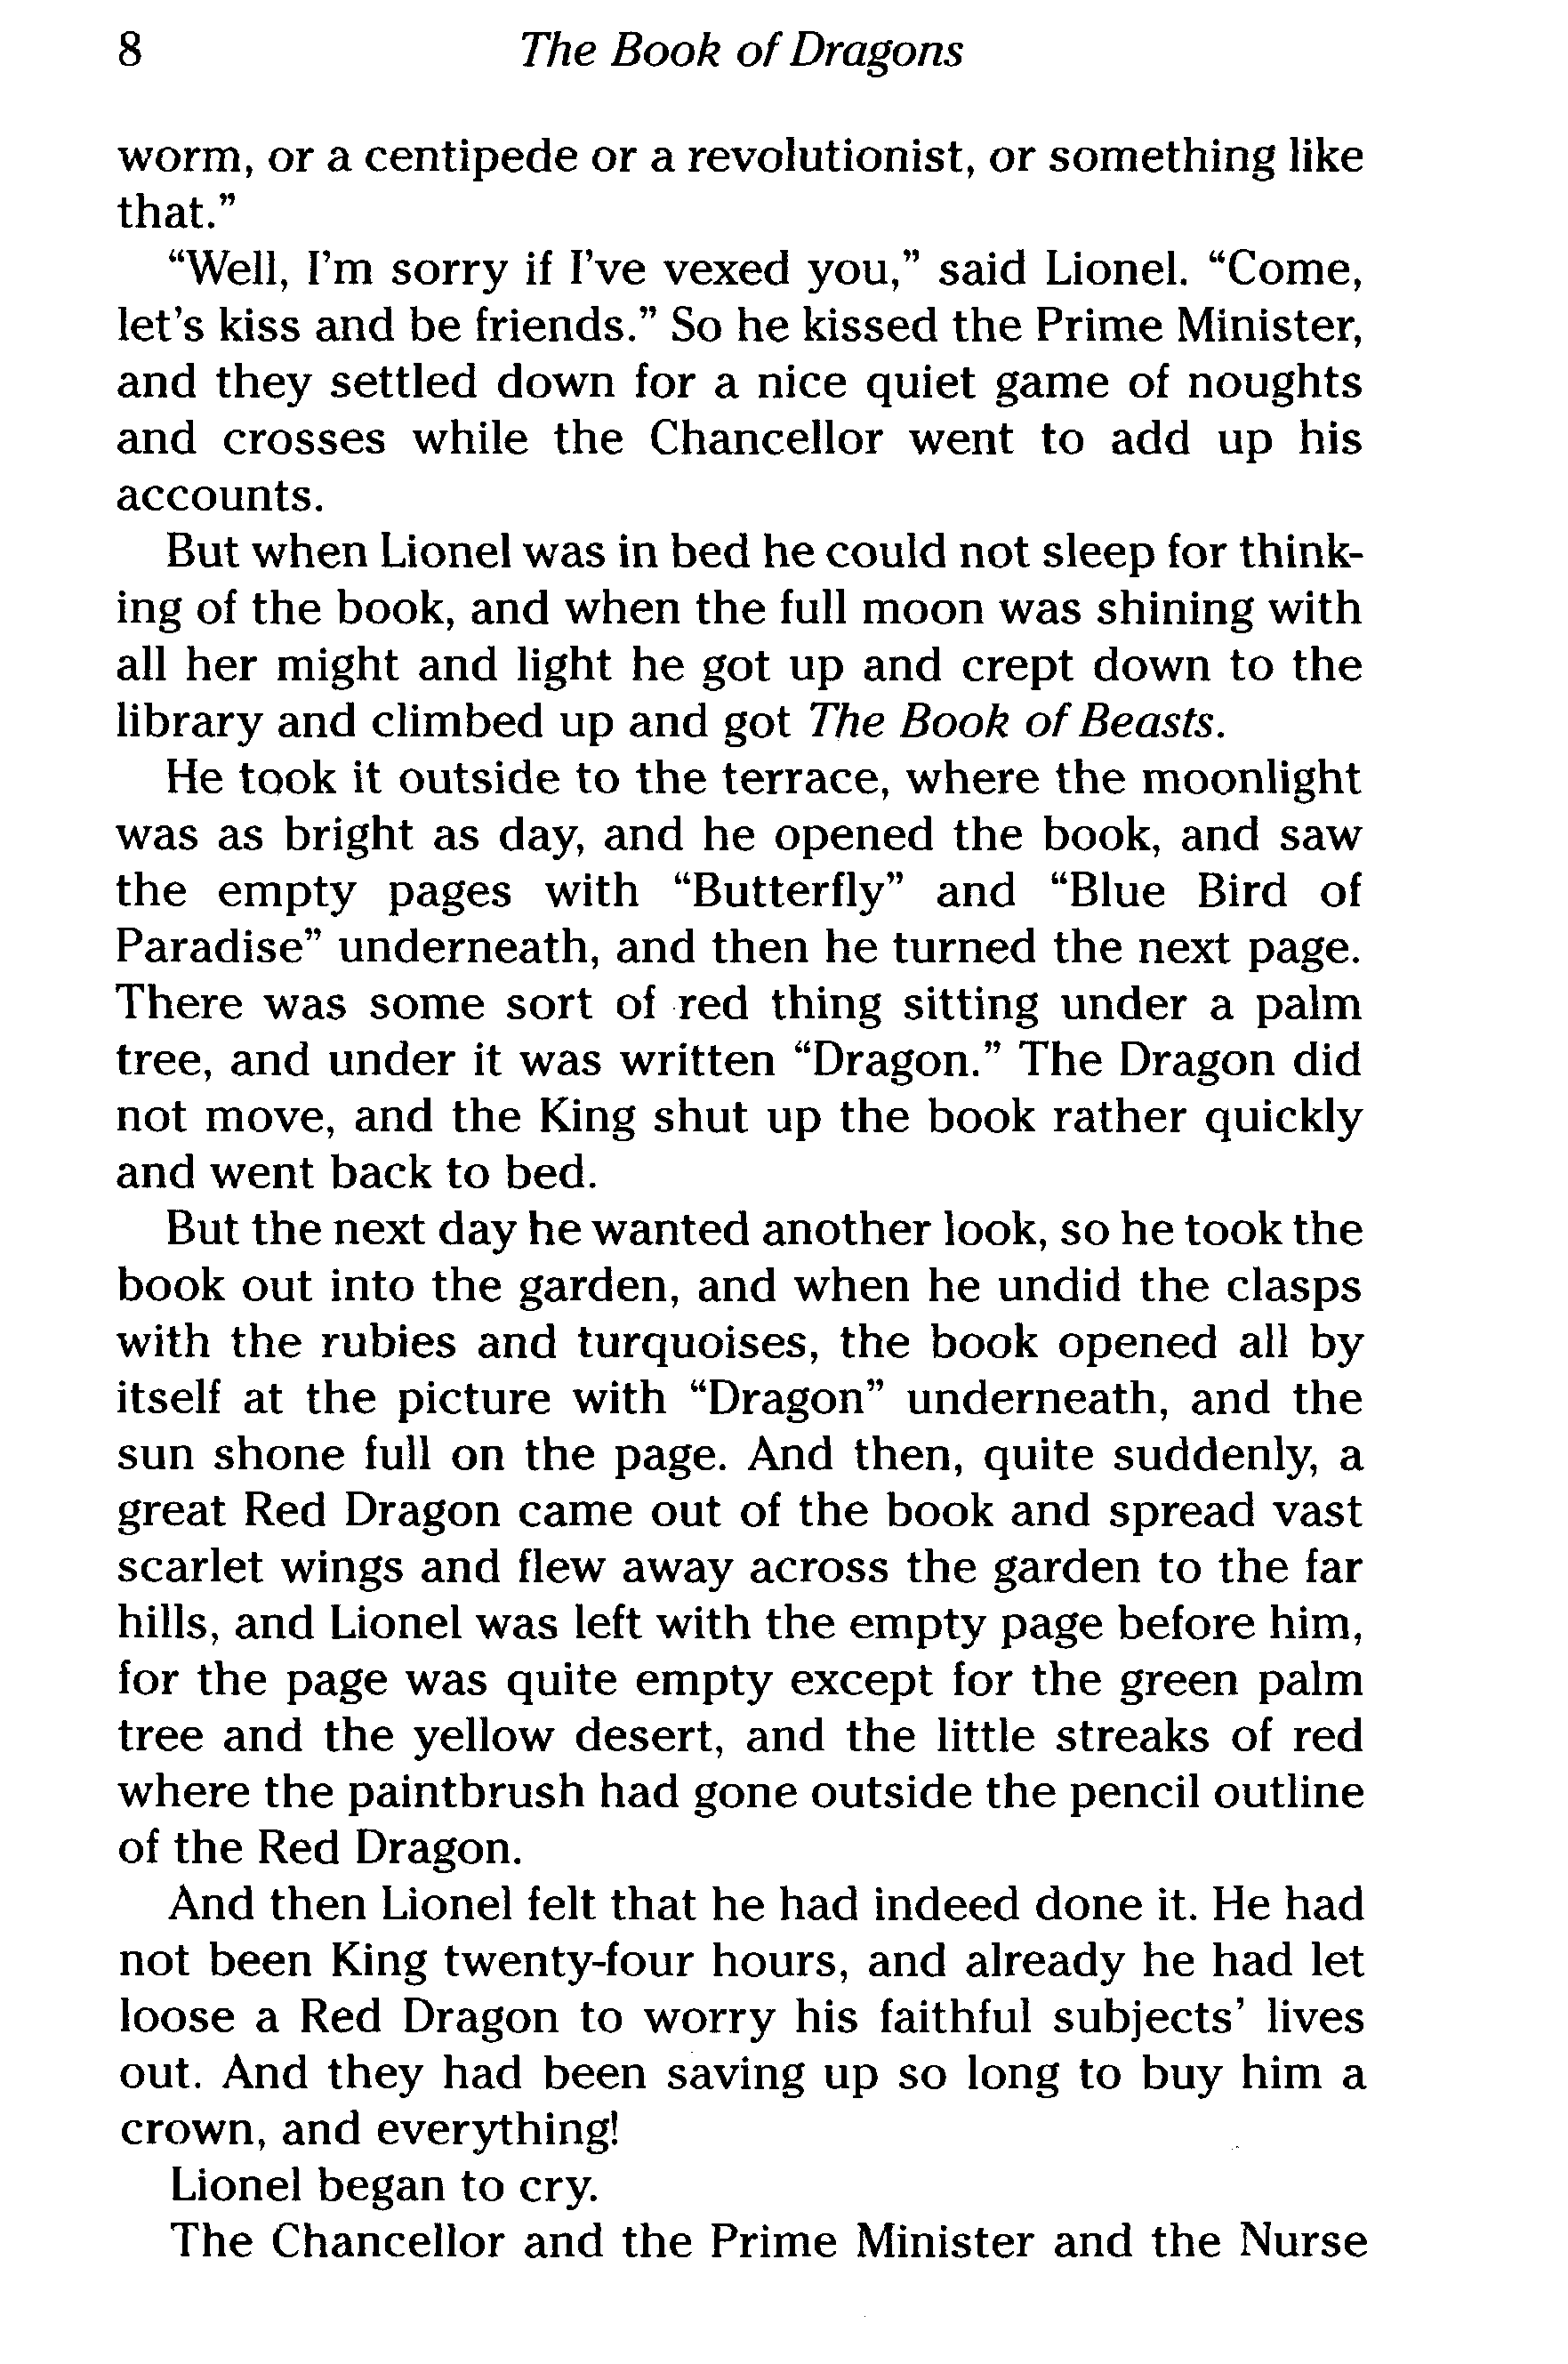 8 The Book of Dragons
worm, or a centipede or a revolutionist, or something like
that.”
“Well, I’m sorry if I’ve vexed you,” said Lionel. “Come,
let’s kiss and be friends.” So he kissed the Prime Minister,
and they settled down for a nice quiet game of noughts
and crosses while the Chancellor went to add up his
accounts.
But when Lionel was in bed he could not sleep for think-
ing of the book, and when the full moon was shining with
all her might and light he got up and crept down to the
library and climbed up and got The Book of Beasts.
He took it outside to the terrace, where the moonlight
was as bright as day, and he opened the book, and saw
the empty pages with “Butterfly” and “Blue Bird of
Paradise” underneath, and then he turned the next page.
There was some sort of red thing sitting under a palm
tree, and under it was written “Dragon.” The Dragon did
not move, and the King shut up the book rather quickly
and went back to bed.
But the next day he wanted another look, so he took the
book out into the garden, and when he undid the clasps
with the rubies and turquoises, the book opened all by
itself at the picture with “Dragon” underneath, and the
sun shone full on the page. And then, quite suddenly, a
great Red Dragon came out of the book and spread vast
scarlet wings and flew away across the garden to the far
hills, and Lionel was left with the empty page before him,
for the page was quite empty except for the green palm
tree and the yellow desert, and the little streaks of red
where the paintbrush had gone outside the pencil outline
of the Red Dragon.
And then Lionel felt that he had indeed done it. He had
not been King twenty-four hours, and already he had let
loose a Red Dragon to worry his faithful subjects’ lives
out. And they had been saving up so long to buy him a
crown, and everything!
Lionel began to cry.
The Chancellor and the Prime Minister and the Nurse